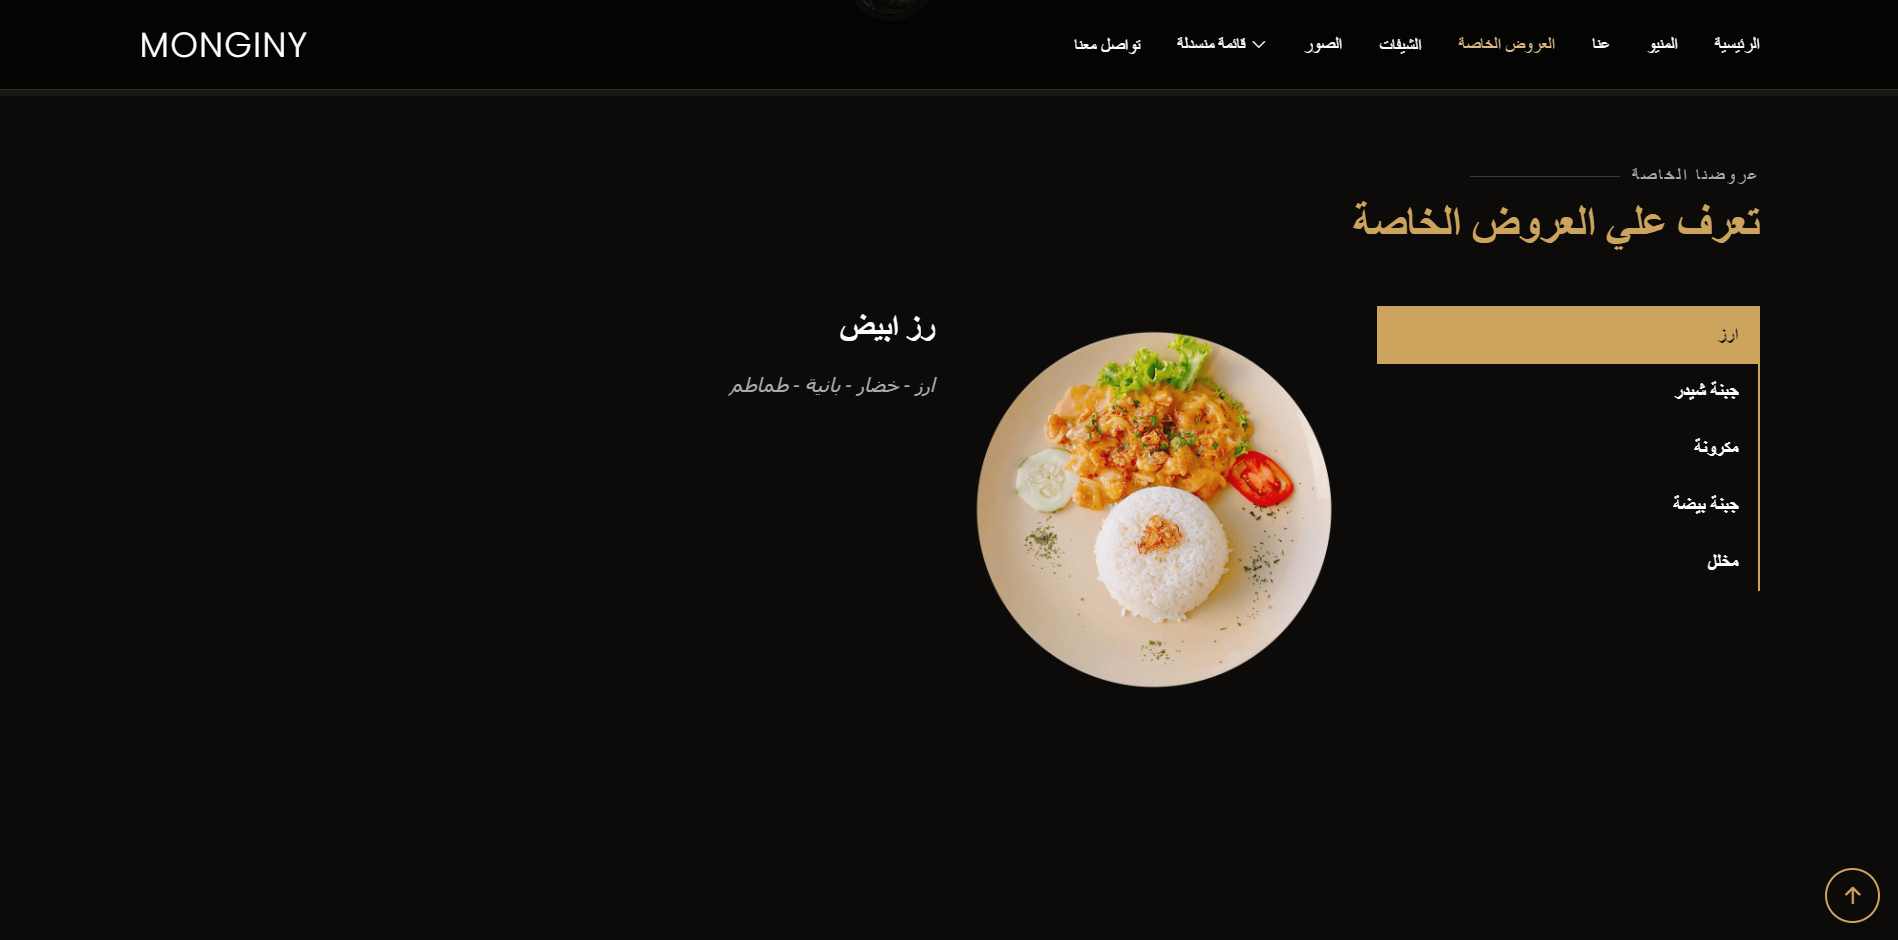 الرئيسية
المنيو
عنا
العروض الخاصة
الشيفات
الصور
قائمة منسدلة
تواصل معنا
MONGINY
عروضنا الخاصة
تعرف علي العروض الخاصة
ارز
جبنة شيدر
مكرونة
جبنة بيضة
مخلل
رز ابيض
ارز - خضار - بانية - طماطم